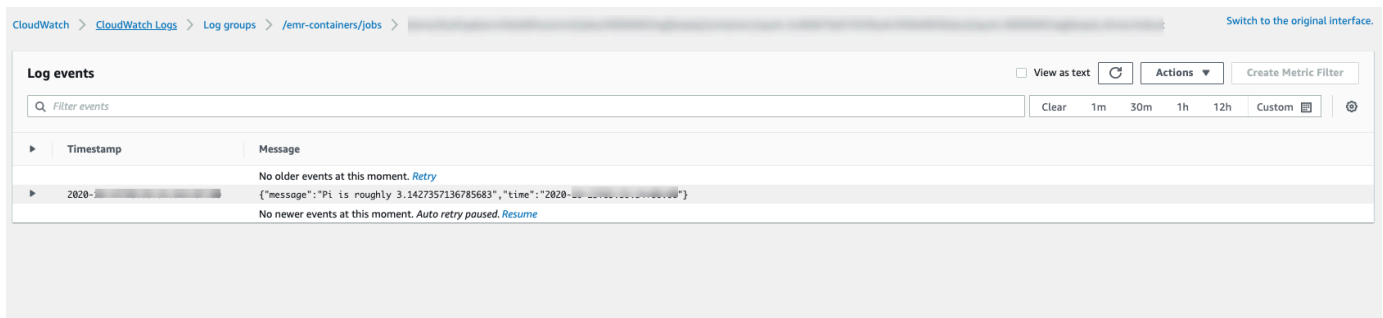 CloudWatch > CloudWatch Logs > Log groups > /emr-containers/jobs >
Switch to the original interface.
Log events
View as text
Actions ▼
Create Metric Filter
Filter events
Clear 1m 30m 1h 12h Custom
Timestamp Message
No older events at this moment. Retry
2020- {"message":"Pi is roughly 3.1427357136785683","time":"2020- "}
No newer events at this moment. Auto retry paused. Resume